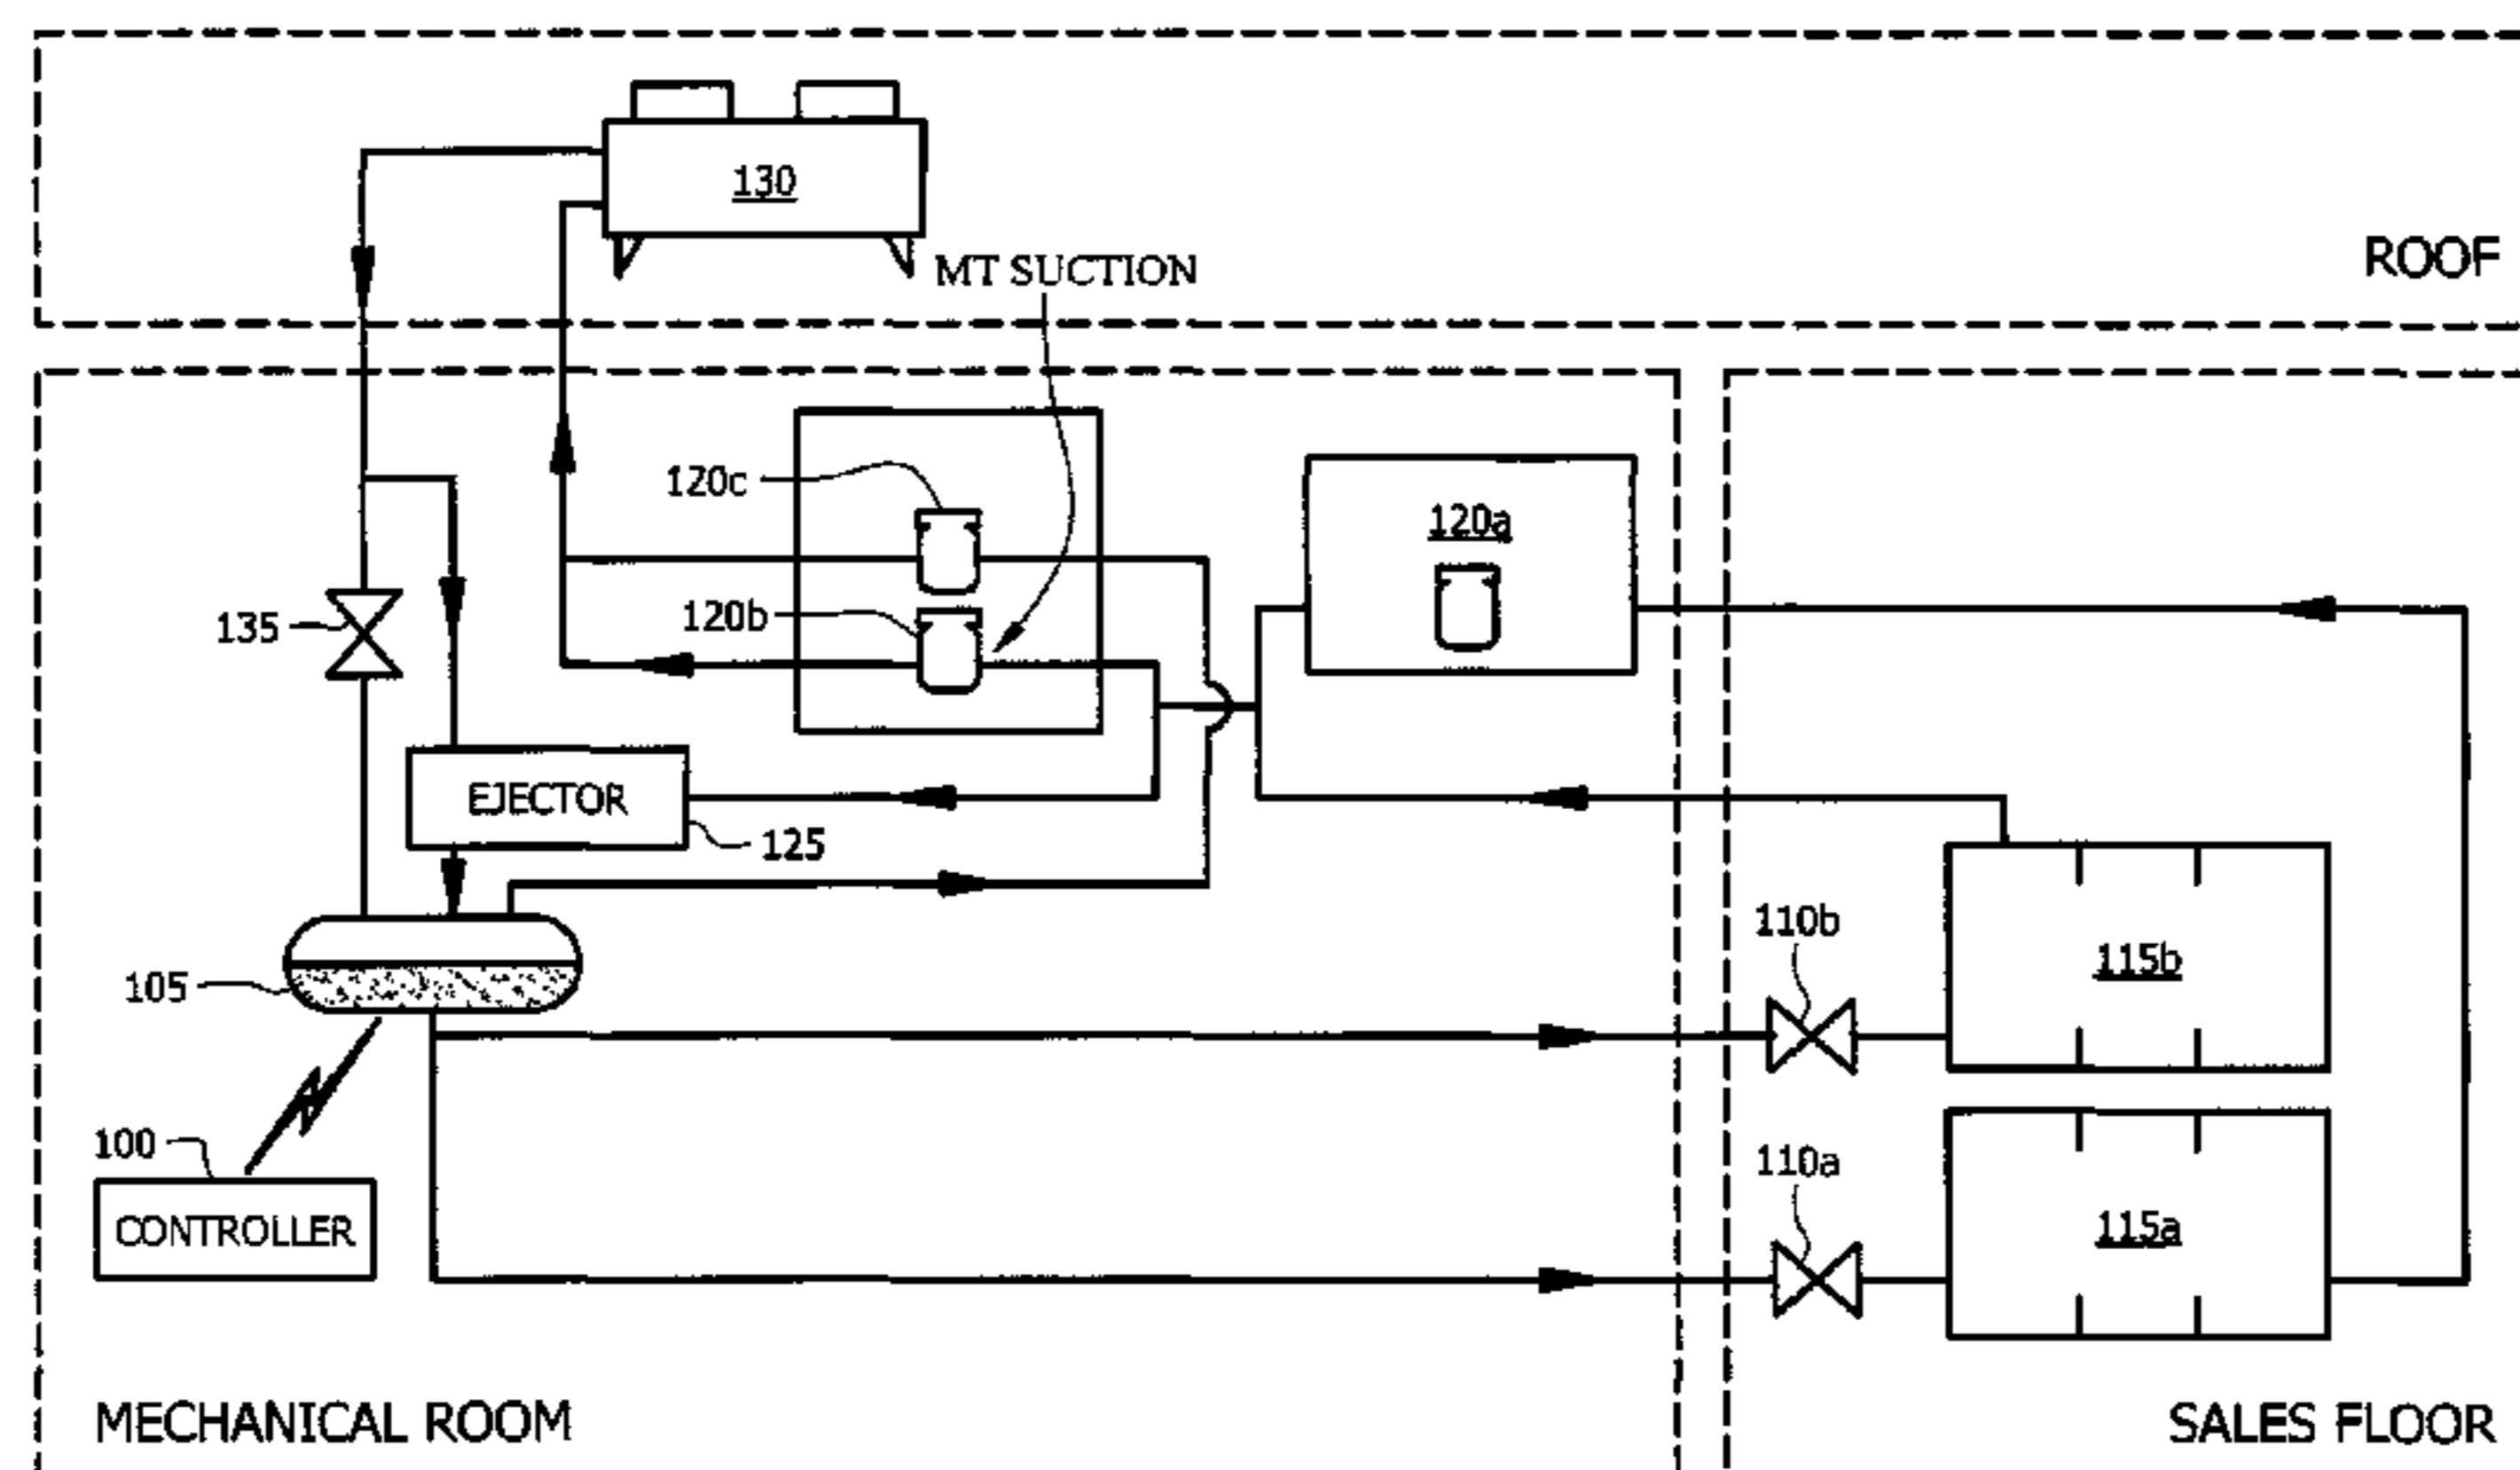 130
ROOF
MT SUCTION
120c
120a
120b
135
EJECTOR
125
110b
115b
105
100
110a
CONTROLLER
115a
MECHANICAL ROOM
SALES FLOOR